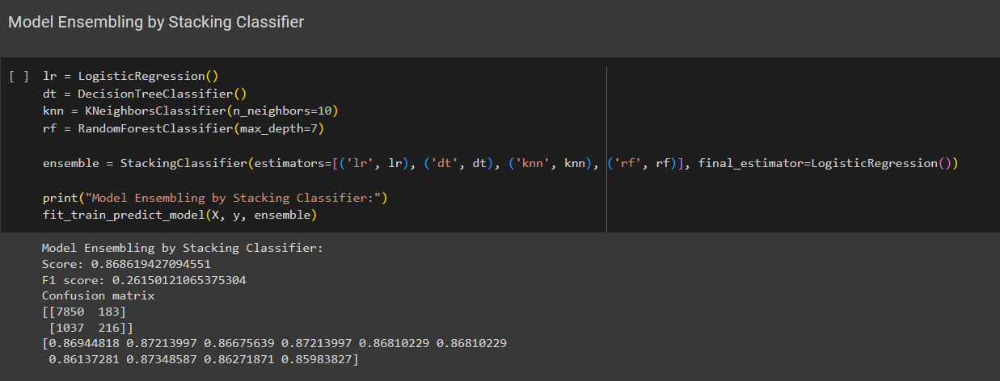 Model Ensembling by Stacking Classifier
[ ] lr = LogisticRegression()
dt = DecisionTreeClassifier()
knn = KNeighborsClassifier(n_neighbors=10)
rf = RandomForestClassifier(max_depth=7)
ensemble = StackingClassifier(estimators=[('lr', lr), ('dt', dt), ('knn', knn), ('rf', rf)], final_estimator=LogisticRegression())
print("Model Ensembling by Stacking Classifier:")
fit_train_predict_model(X, y, ensemble)
Model Ensembling by Stacking Classifier:
Score: 0.868619427094551
F1 score: 0.26150121065375304
Confusion matrix
[[7850  183]
 [1037  216]]
[0.86944818 0.87213997 0.86675639 0.87213997 0.86810229 0.86810229
 0.86137281 0.87348587 0.86271871 0.85983827]